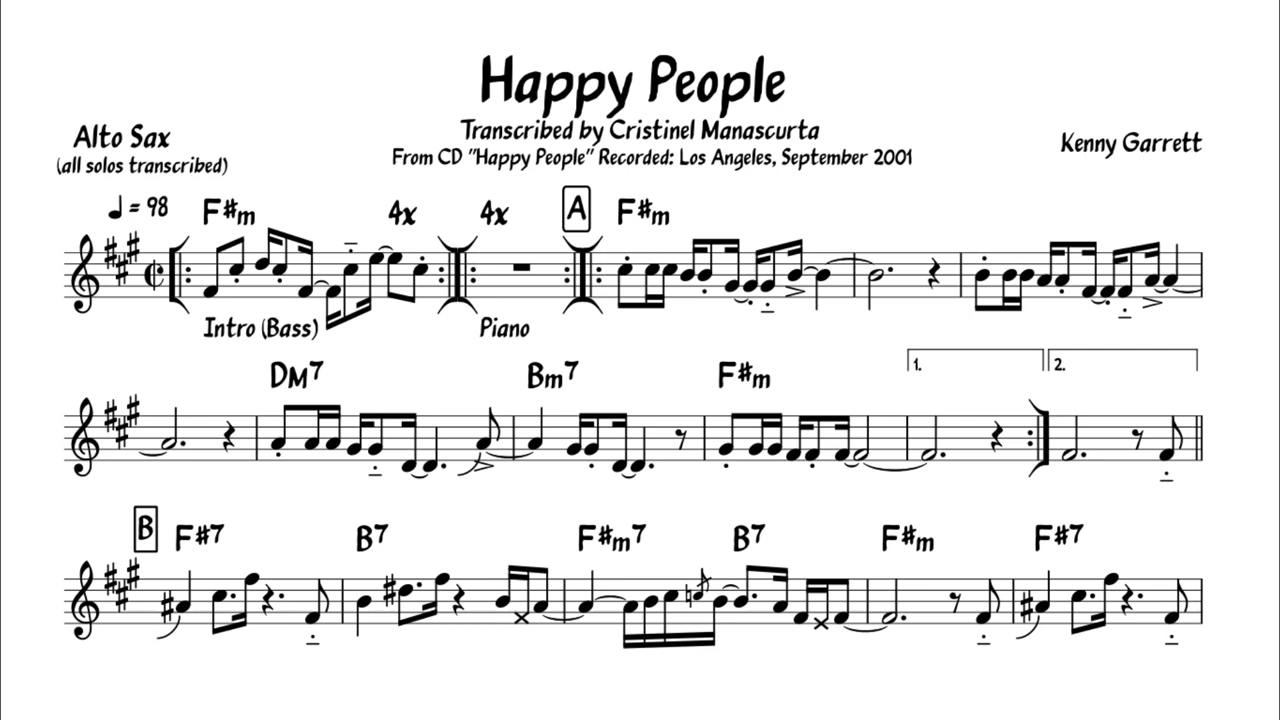 Happy People
Alto Sax
Transcribed by Cristinel Manascurta
Kenny Garrett
(all solos transcribed)
From CD "Happy People" Recorded: Los Angeles, September 2001
♩ = 98 F#m 4x 4x A F#m
Intro (Bass) Piano
DM7 Bm7 F#m 1. 2.
B F#7 B7 F#m7 B7 F#m F#7